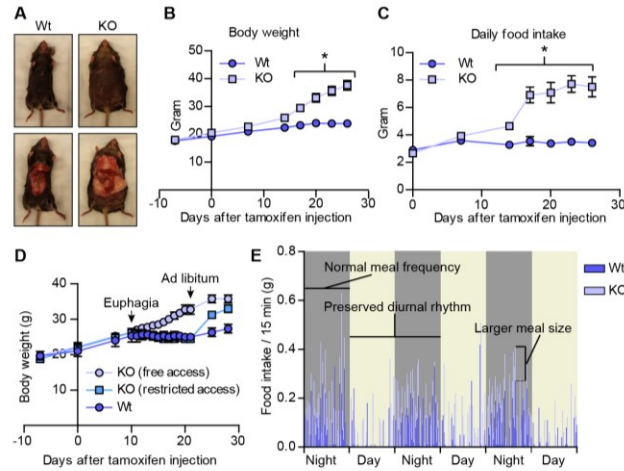 A
Wt
KO
B
Body weight
Wt
KO
*
Gram
60
40
20
0
-10
0
10
20
30
Days after tamoxifen injection
C
Daily food intake
Wt
KO
*
Gram
10
8
6
4
2
0
0
10
20
30
Days after tamoxifen injection
D
Ad libitum
Euphagia
Body weight (g)
40
30
20
10
0
KO (free access)
KO (restricted access)
Wt
-10
0
10
20
30
Days after tamoxifen injection
E
Food intake / 15 min (g)
0.8
0.6
0.4
0.2
0.0
Normal meal frequency
Preserved diurnal rhythm
Larger meal size
Wt
KO
Night
Day
Night
Day
Night
Day